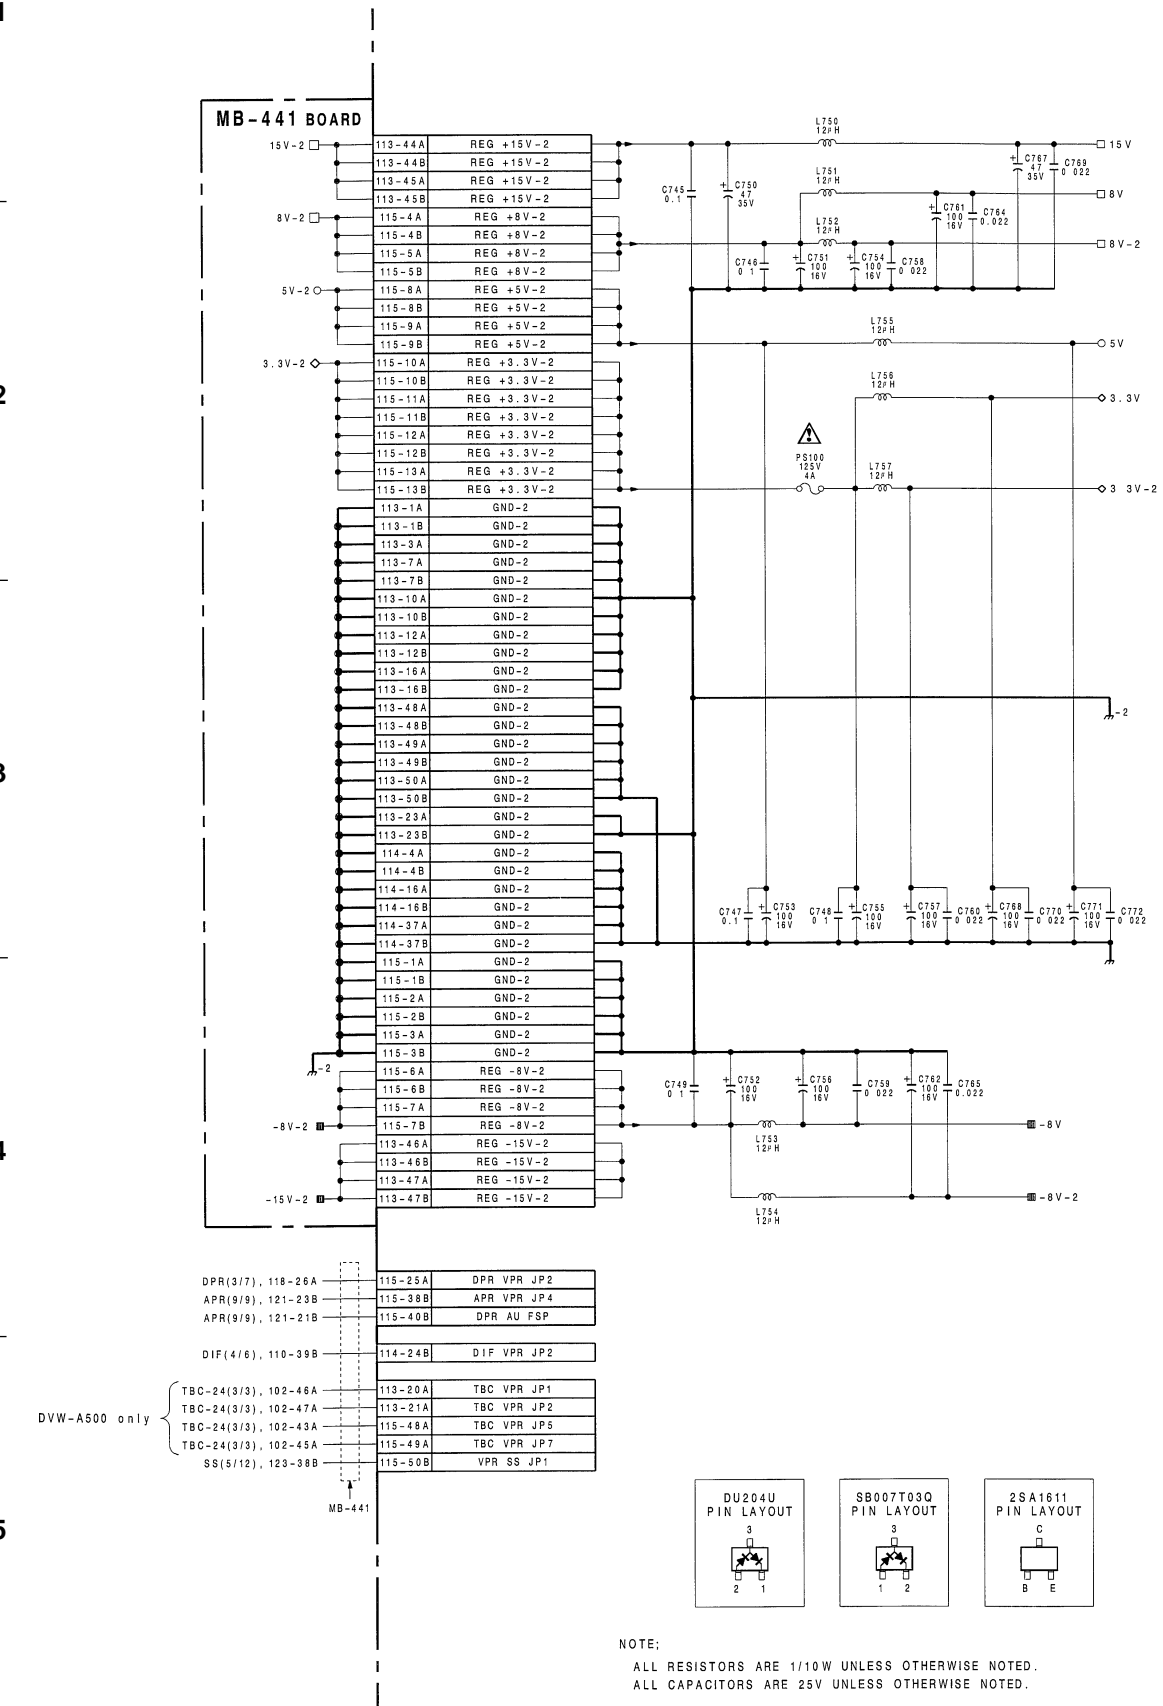 MB-441 BOARD
15V-2
113-44A REG +15V-2
113-44B REG +15V-2
113-45A REG +15V-2
113-45B REG +15V-2
8V-2
115-4A REG +8V-2
115-4B REG +8V-2
115-5A REG +8V-2
115-5B REG +8V-2
5V-2
115-8A REG +5V-2
115-8B REG +5V-2
115-9A REG +5V-2
115-9B REG +5V-2
3.3V-2
115-10A REG +3.3V-2
115-10B REG +3.3V-2
115-11A REG +3.3V-2
115-11B REG +3.3V-2
115-12A REG +3.3V-2
115-12B REG +3.3V-2
115-13A REG +3.3V-2
115-13B REG +3.3V-2
113-1A GND-2
113-1B GND-2
113-3A GND-2
113-7A GND-2
113-7B GND-2
113-10A GND-2
113-10B GND-2
113-12A GND-2
113-12B GND-2
113-16A GND-2
113-16B GND-2
113-48A GND-2
113-48B GND-2
113-49A GND-2
113-49B GND-2
113-50A GND-2
113-50B GND-2
113-23A GND-2
113-23B GND-2
114-4A GND-2
114-4B GND-2
114-16A GND-2
114-16B GND-2
114-37A GND-2
114-37B GND-2
115-1A GND-2
115-1B GND-2
115-2A GND-2
115-2B GND-2
115-3A GND-2
115-3B GND-2
-2
115-6A REG -8V-2
115-6B REG -8V-2
115-7A REG -8V-2
-8V-2
115-7B REG -8V-2
113-46A REG -15V-2
113-46B REG -15V-2
113-47A REG -15V-2
-15V-2
113-47B REG -15V-2
L750
12µH
15V
C745
0.1
+ C750
47
35V
+ C767
47
35V
C769
0 022
L751
12µH
8V
+ C761
100
16V
C764
0.022
L752
12µH
8V-2
C746
0 1
+ C751
100
16V
+ C754
100
16V
C758
0 022
L755
12µH
5V
L756
12µH
3.3V
PS100
125V
4A
L757
12µH
3 3V-2
-2
C747
0.1
+ C753
100
16V
C748
0 1
+ C755
100
16V
+ C757
100
16V
C760
0 022
+ C768
100
16V
C770
0 022
+ C771
100
16V
C772
0 022
C749
0 1
+ C752
100
16V
+ C756
100
16V
C759
0 022
+ C762
100
16V
C765
0.022
L753
12µH
-8V
L754
12µH
-8V-2
DPR(3/7), 118-26A 115-25A DPR VPR JP2
APR(9/9), 121-23B 115-38B APR VPR JP4
APR(9/9), 121-21B 115-40B DPR AU FSP
DIF(4/6), 110-39B 114-24B DIF VPR JP2
DVW-A500 only
TBC-24(3/3), 102-46A 113-20A TBC VPR JP1
TBC-24(3/3), 102-47A 113-21A TBC VPR JP2
TBC-24(3/3), 102-43A 115-48A TBC VPR JP5
TBC-24(3/3), 102-45A 115-49A TBC VPR JP7
SS(5/12), 123-38B 115-50B VPR SS JP1
MB-441
DU204U
PIN LAYOUT
3
2 1
SB007T03Q
PIN LAYOUT
3
1 2
2SA1611
PIN LAYOUT
C
B E
NOTE;
ALL RESISTORS ARE 1/10W UNLESS OTHERWISE NOTED.
ALL CAPACITORS ARE 25V UNLESS OTHERWISE NOTED.
2
4